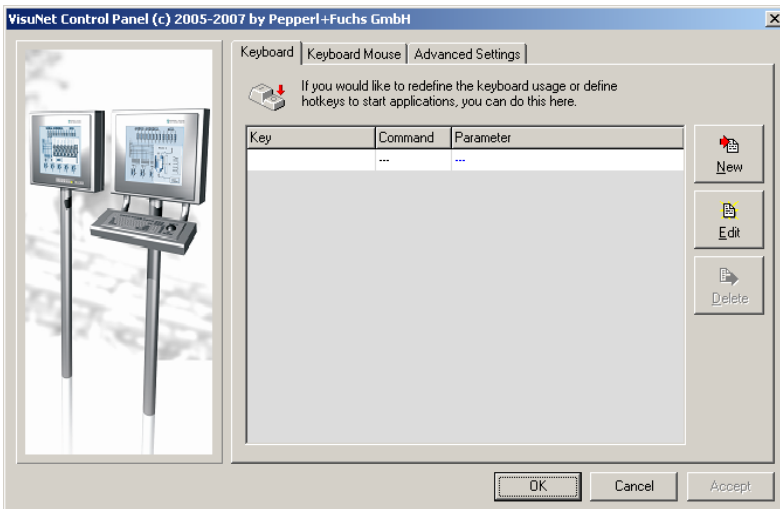 VisuNet Control Panel (c) 2005-2007 by Pepperl+Fuchs GmbH
Keyboard Keyboard Mouse Advanced Settings
If you would like to redefine the keyboard usage or define
hotkeys to start applications, you can do this here.
Key Command Parameter
--- ---
New
Edit
Delete
OK Cancel Accept